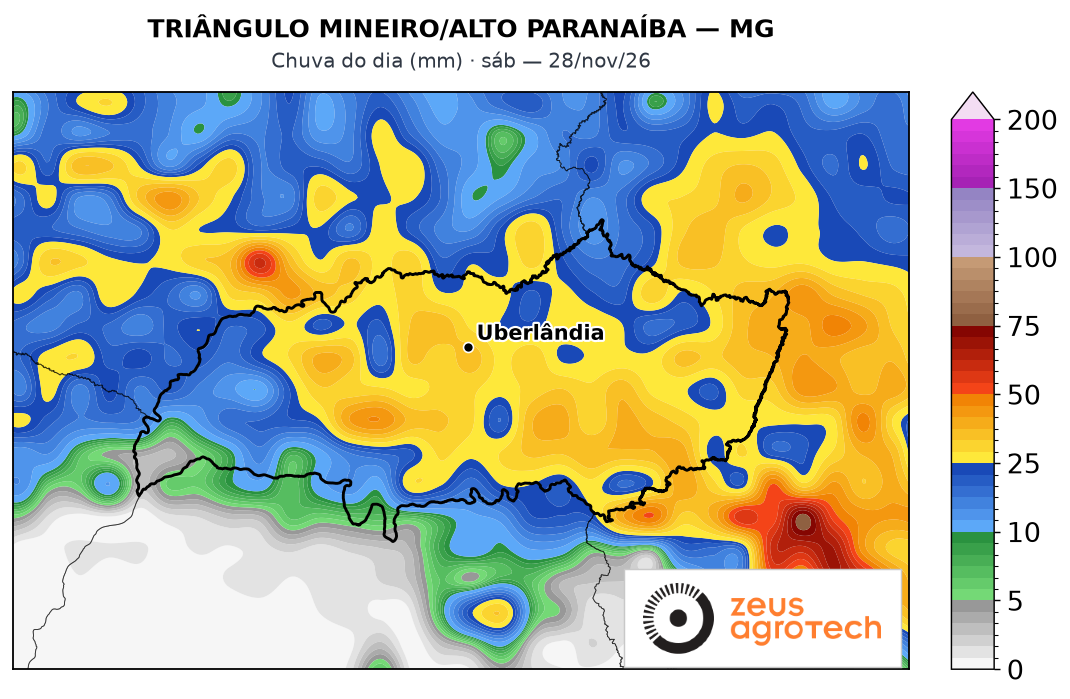 TRIÂNGULO MINEIRO/ALTO PARANAÍBA — MG
Chuva do dia (mm) · sáb — 28/nov/26
Uberlândia
200
150
100
75
50
25
10
5
0
zeus
agrotech